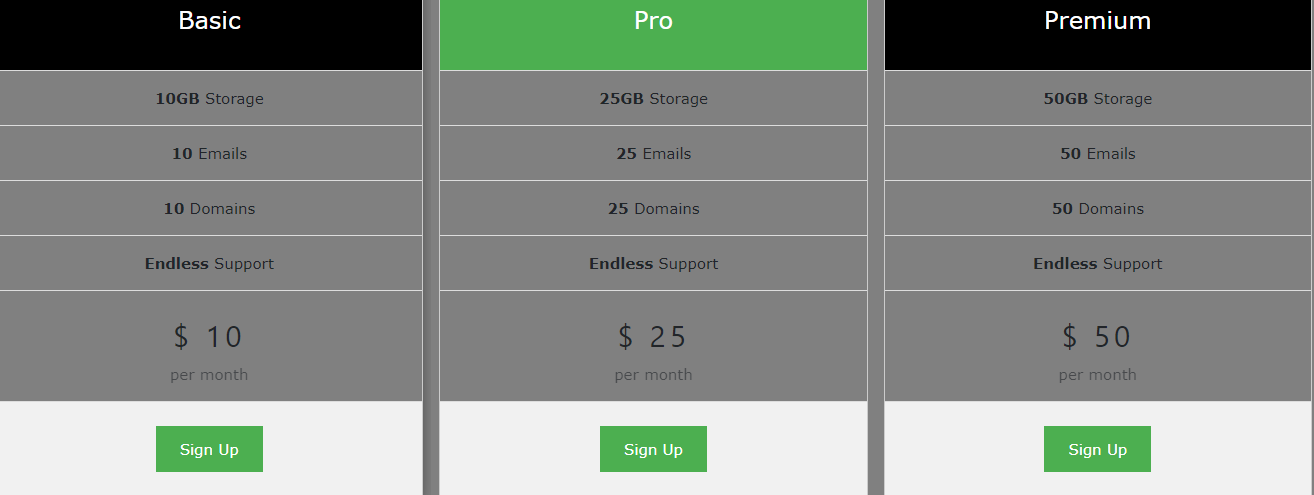 Basic
10GB Storage
10 Emails
10 Domains
Endless Support
$ 10
per month
Sign Up
Pro
25GB Storage
25 Emails
25 Domains
Endless Support
$ 25
per month
Sign Up
Premium
50GB Storage
50 Emails
50 Domains
Endless Support
$ 50
per month
Sign Up